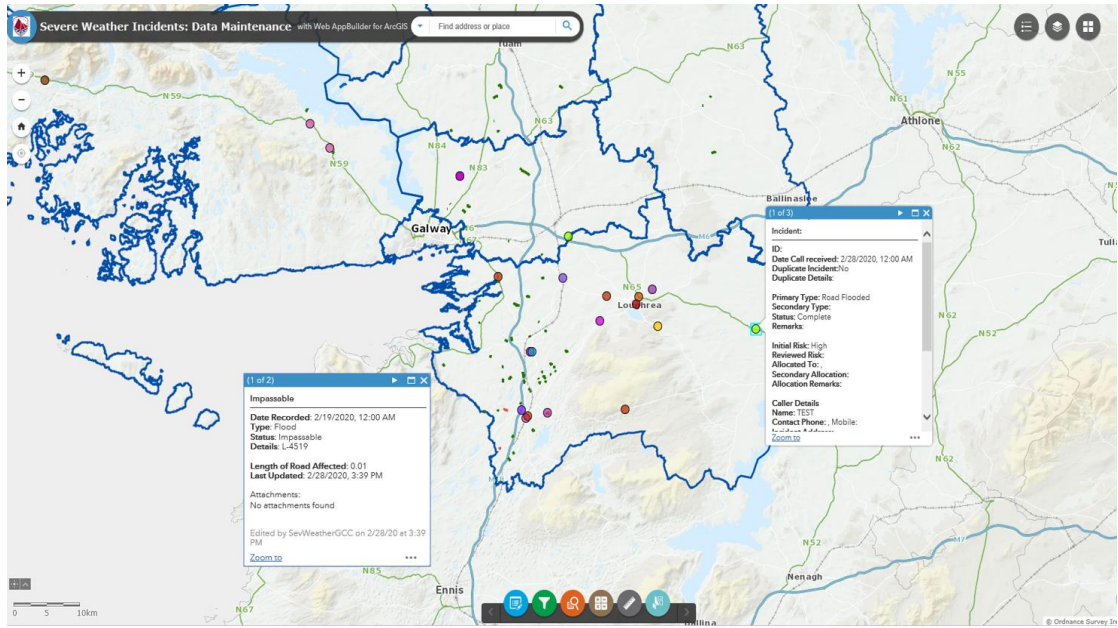 Severe Weather Incidents: Data Maintenance with Web AppBuilder for ArcGIS
Find address or place
Tuam
N63
N55
N61
Athlone
N59
N63
N62
N84
N59
N83
Ballinasloe
Galway
M6
(1 of 3)
Incident:
ID:
Date Call received: 2/28/2020, 12:00 AM
Duplicate Incident:No
Duplicate Details:
Primary Type: Road Flooded
Secondary Type:
Status: Complete
Remarks:
Initial Risk: High
Reviewed Risk:
Allocated To: ,
Secondary Allocation:
Allocation Remarks:
Caller Details
Name: TEST
Contact Phone: , Mobile:
Incident Address:
Zoom to
N65
Loughrea
N62
N52
(1 of 2)
Impassable
Date Recorded: 2/19/2020, 12:00 AM
Type: Flood
Status: Impassable
Details: L-4519
Length of Road Affected: 0.01
Last Updated: 2/28/2020, 3:39 PM
Attachments:
No attachments found
Edited by SevWeatherGCC on 2/28/20 at 3:39
PM
Zoom to
N62
N52
M7
N85
Ennis
Nenagh
N67
0 5 10km
© Ordnance Survey